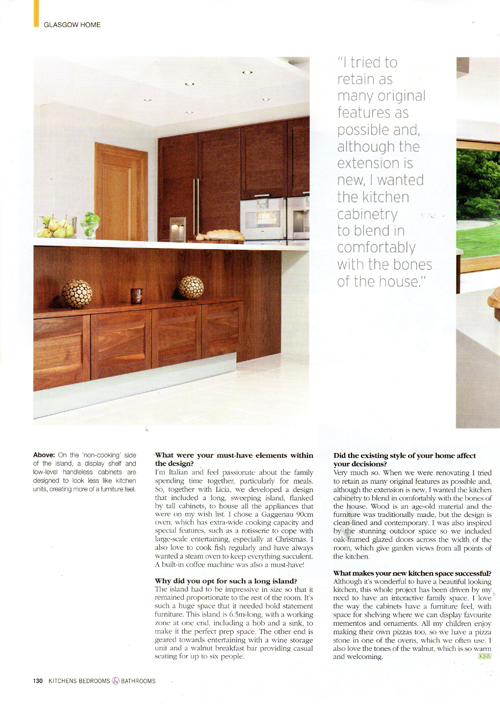 GLASGOW HOME
"I tried to
retain as
many original
features as
possible and,
although the
extension is
new, I wanted
the kitchen
cabinetry
to blend in
comfortably
with the bones
of the house."
Above: On the 'non-cooking' side
of the island, a display shelf and
low-level handleless cabinets are
designed to look less like kitchen
units, creating more of a furniture feel.
What were your must-have elements within
the design?
I'm Italian and feel passionate about the family
spending time together, particularly for meals.
So, together with Licia, we developed a design
that included a long, sweeping island, flanked
by tall cabinets, to house all the appliances that
were on my wish list. I chose a Gaggenau 90cm
oven, which has extra-wide cooking capacity and
special features, such as a rotisserie to cope with
large-scale entertaining, especially at Christmas. I
also love to cook fish regularly and have always
wanted a steam oven to keep everything succulent.
A built-in coffee machine was also a must-have!
Why did you opt for such a long island?
The island had to be impressive in size so that it
remained proportionate to the rest of the room. It's
such a huge space that it needed bold statement
furniture. This island is 6.5m-long, with a working
zone at one end, including a hob and a sink, to
make it the perfect prep space. The other end is
geared towards entertaining with a wine storage
unit and a walnut breakfast bar providing casual
seating for up to six people.
Did the existing style of your home affect
your decisions?
Very much so. When we were renovating I tried
to retain as many original features as possible and,
although the extension is new, I wanted the kitchen
cabinetry to blend in comfortably with the bones of
the house. Wood is an age-old material and the
furniture was traditionally made, but the design is
clean-lined and contemporary. I was also inspired
by the stunning outdoor space so we included
oak-framed glazed doors across the width of the
room, which give garden views from all points of
the kitchen.
What makes your new kitchen space successful?
Although it's wonderful to have a beautiful looking
kitchen, this whole project has been driven by my
need to have an interactive family space. I love
the way the cabinets have a furniture feel, with
space for shelving where we can display favourite
mementos and ornaments. All my children enjoy
making their own pizzas too, so we have a pizza
stone in one of the ovens, which we often use. I
also love the tones of the walnut, which is so warm
and welcoming. KBB
130 KITCHENS BEDROOMS & BATHROOMS